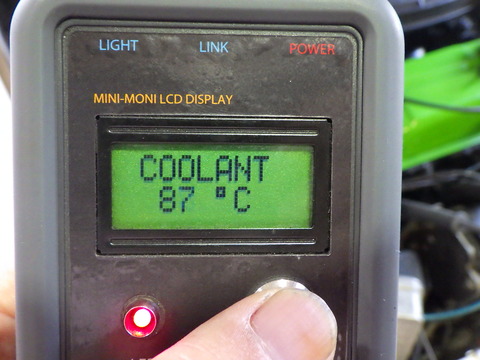 LIGHT LINK POWER
MINI-MONI LCD DISPLAY
COOLANT
87 °C